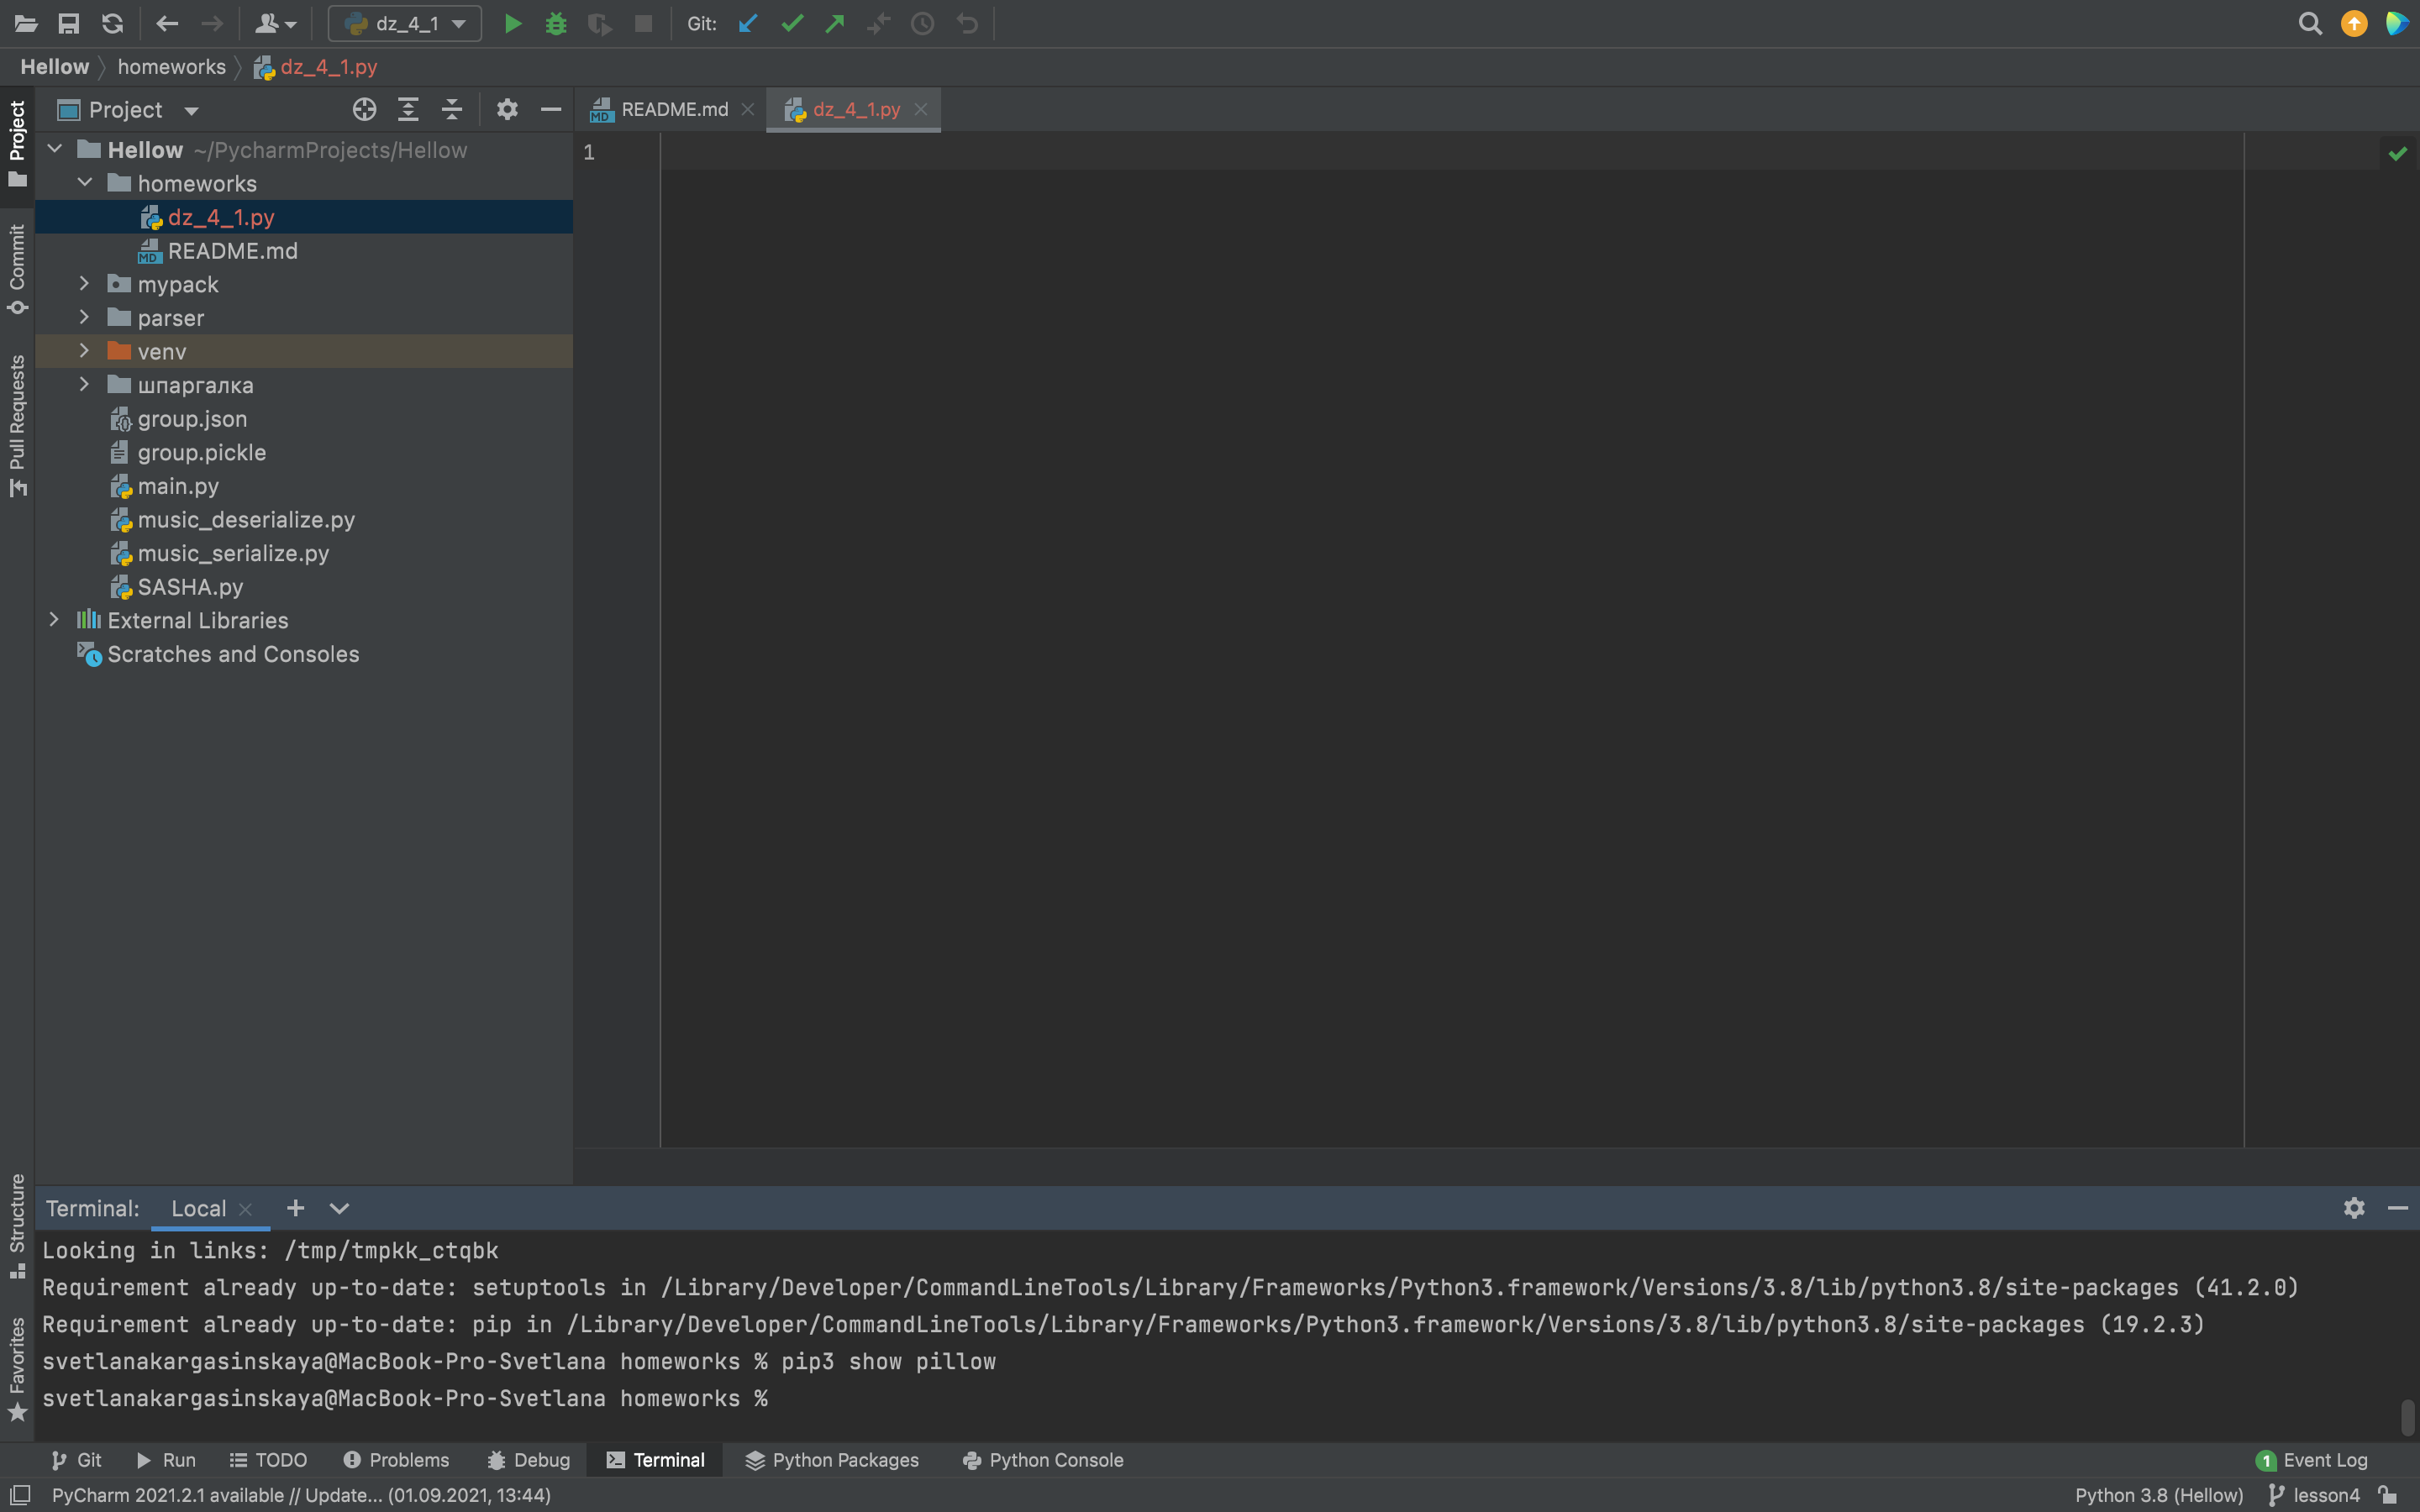 dz_4_1
Git:
Hellow
homeworks
dz_4_1.py
Project
README.md
dz_4_1.py
Project
Commit
Pull Requests
Structure
Favorites
Hellow ~/PycharmProjects/Hellow
homeworks
dz_4_1.py
MD README.md
mypack
parser
venv
шпаргалка
group.json
group.pickle
main.py
music_deserialize.py
music_serialize.py
SASHA.py
External Libraries
Scratches and Consoles
1
Terminal: Local
Looking in links: /tmp/tmpkk_ctqbk
Requirement already up-to-date: setuptools in /Library/Developer/CommandLineTools/Library/Frameworks/Python3.framework/Versions/3.8/lib/python3.8/site-packages (41.2.0)
Requirement already up-to-date: pip in /Library/Developer/CommandLineTools/Library/Frameworks/Python3.framework/Versions/3.8/lib/python3.8/site-packages (19.2.3)
svetlanakargasinskaya@MacBook-Pro-Svetlana homeworks % pip3 show pillow
svetlanakargasinskaya@MacBook-Pro-Svetlana homeworks %
Git Run TODO Problems Debug Terminal Python Packages Python Console 1 Event Log
PyCharm 2021.2.1 available // Update... (01.09.2021, 13:44) Python 3.8 (Hellow) lesson4